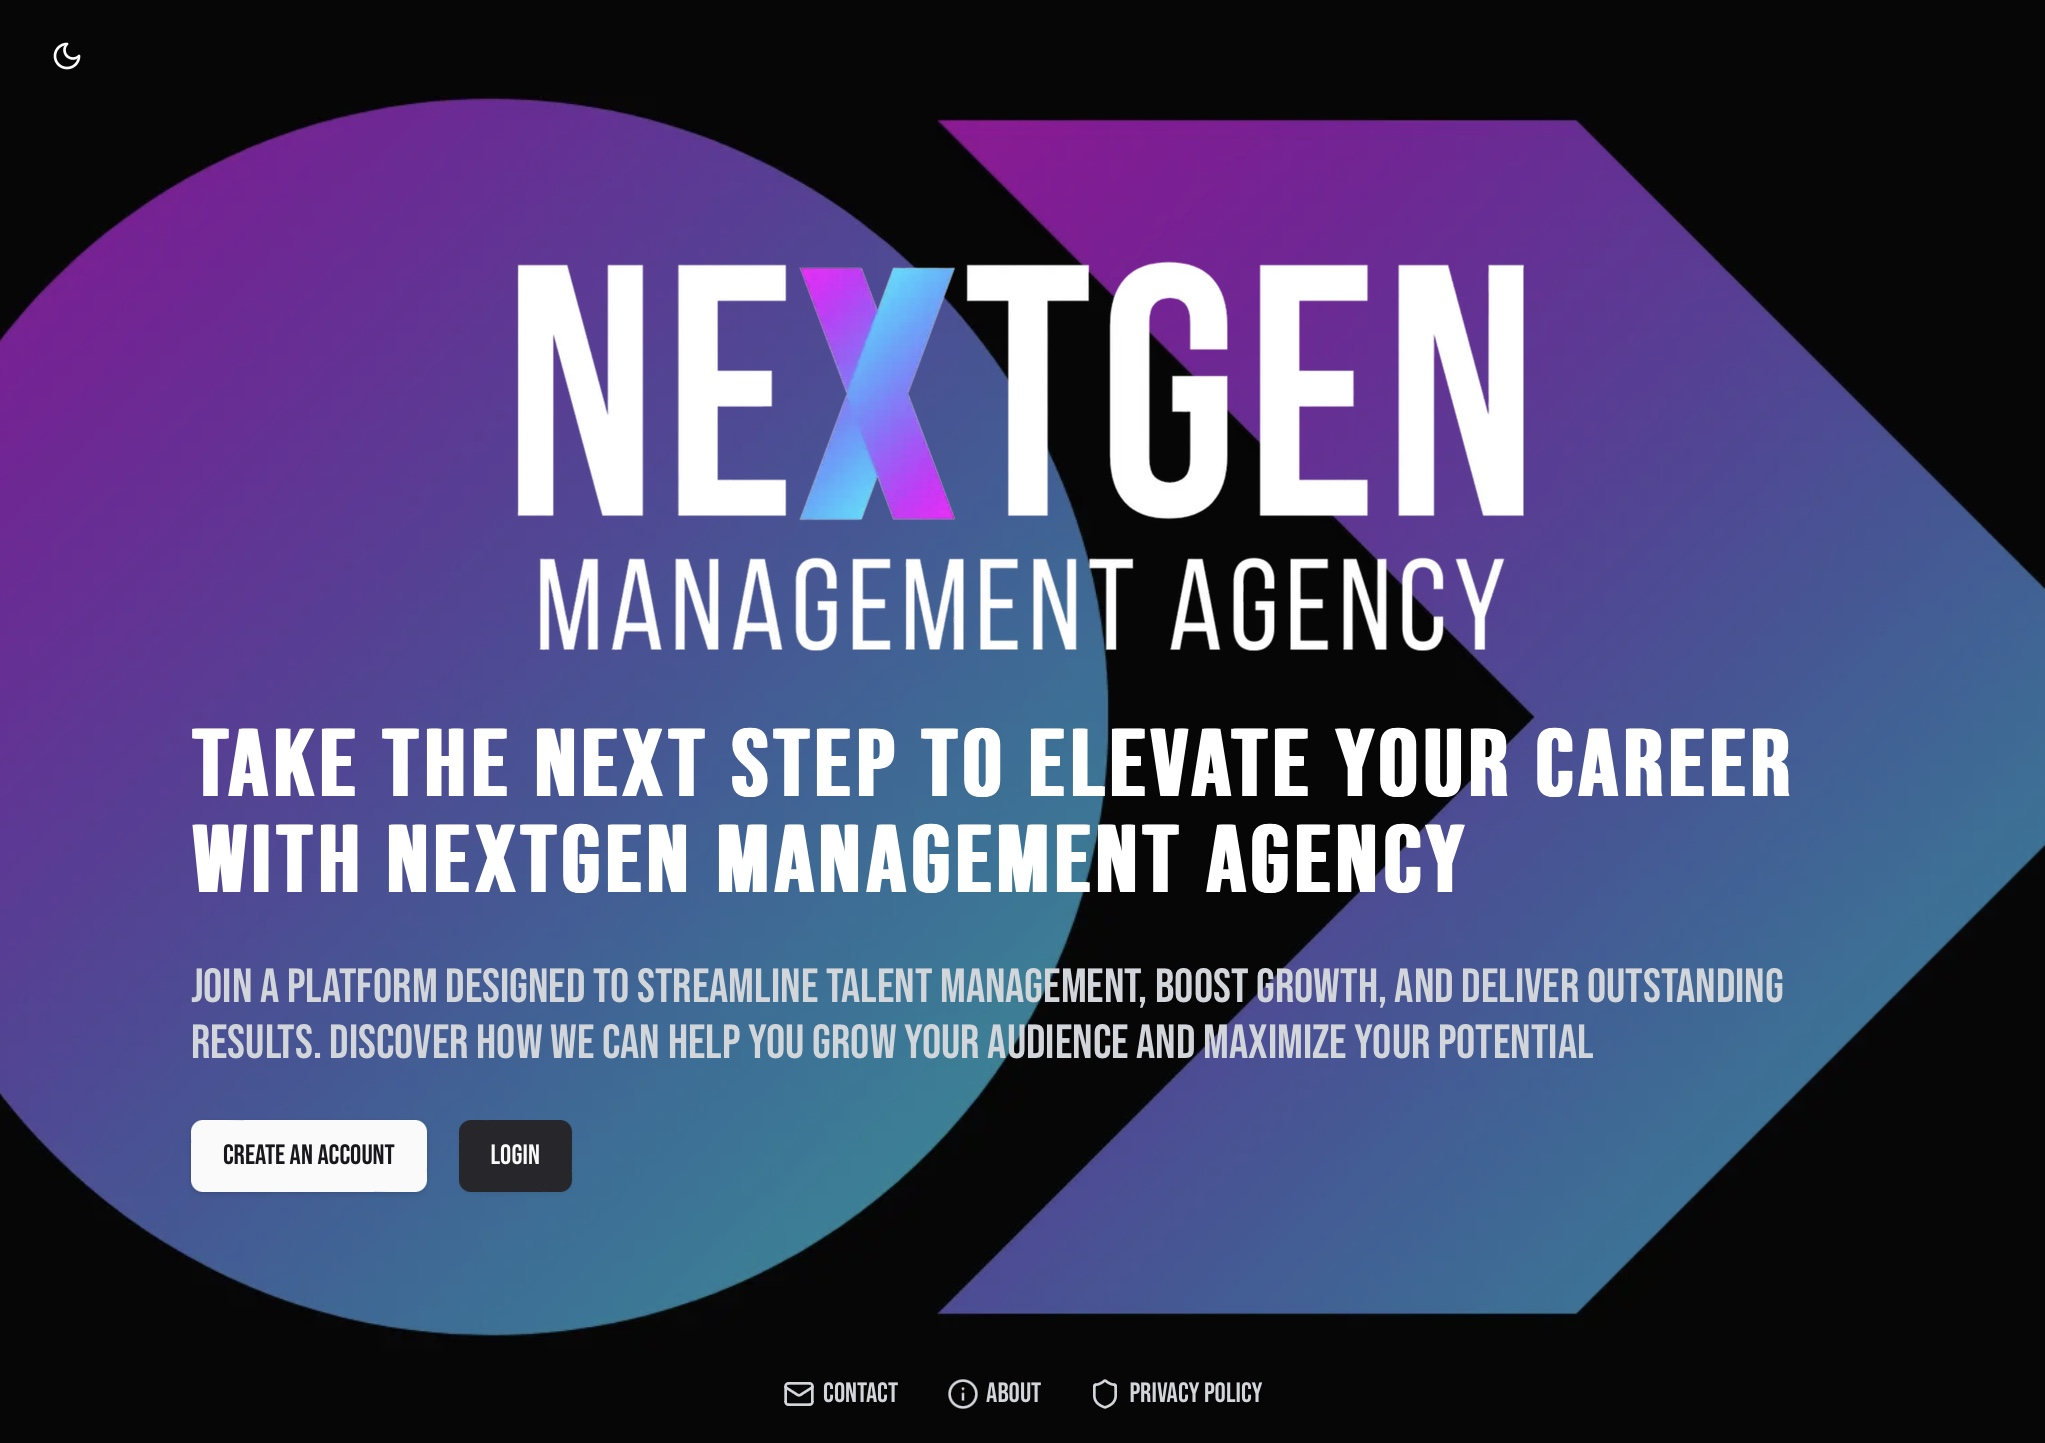 NEXTGEN
MANAGEMENT AGENCY
TAKE THE NEXT STEP TO ELEVATE YOUR CAREER
WITH NEXTGEN MANAGEMENT AGENCY
JOIN A PLATFORM DESIGNED TO STREAMLINE TALENT MANAGEMENT, BOOST GROWTH, AND DELIVER OUTSTANDING
RESULTS. DISCOVER HOW WE CAN HELP YOU GROW YOUR AUDIENCE AND MAXIMIZE YOUR POTENTIAL
CREATE AN ACCOUNT
LOGIN
CONTACT
ABOUT
PRIVACY POLICY